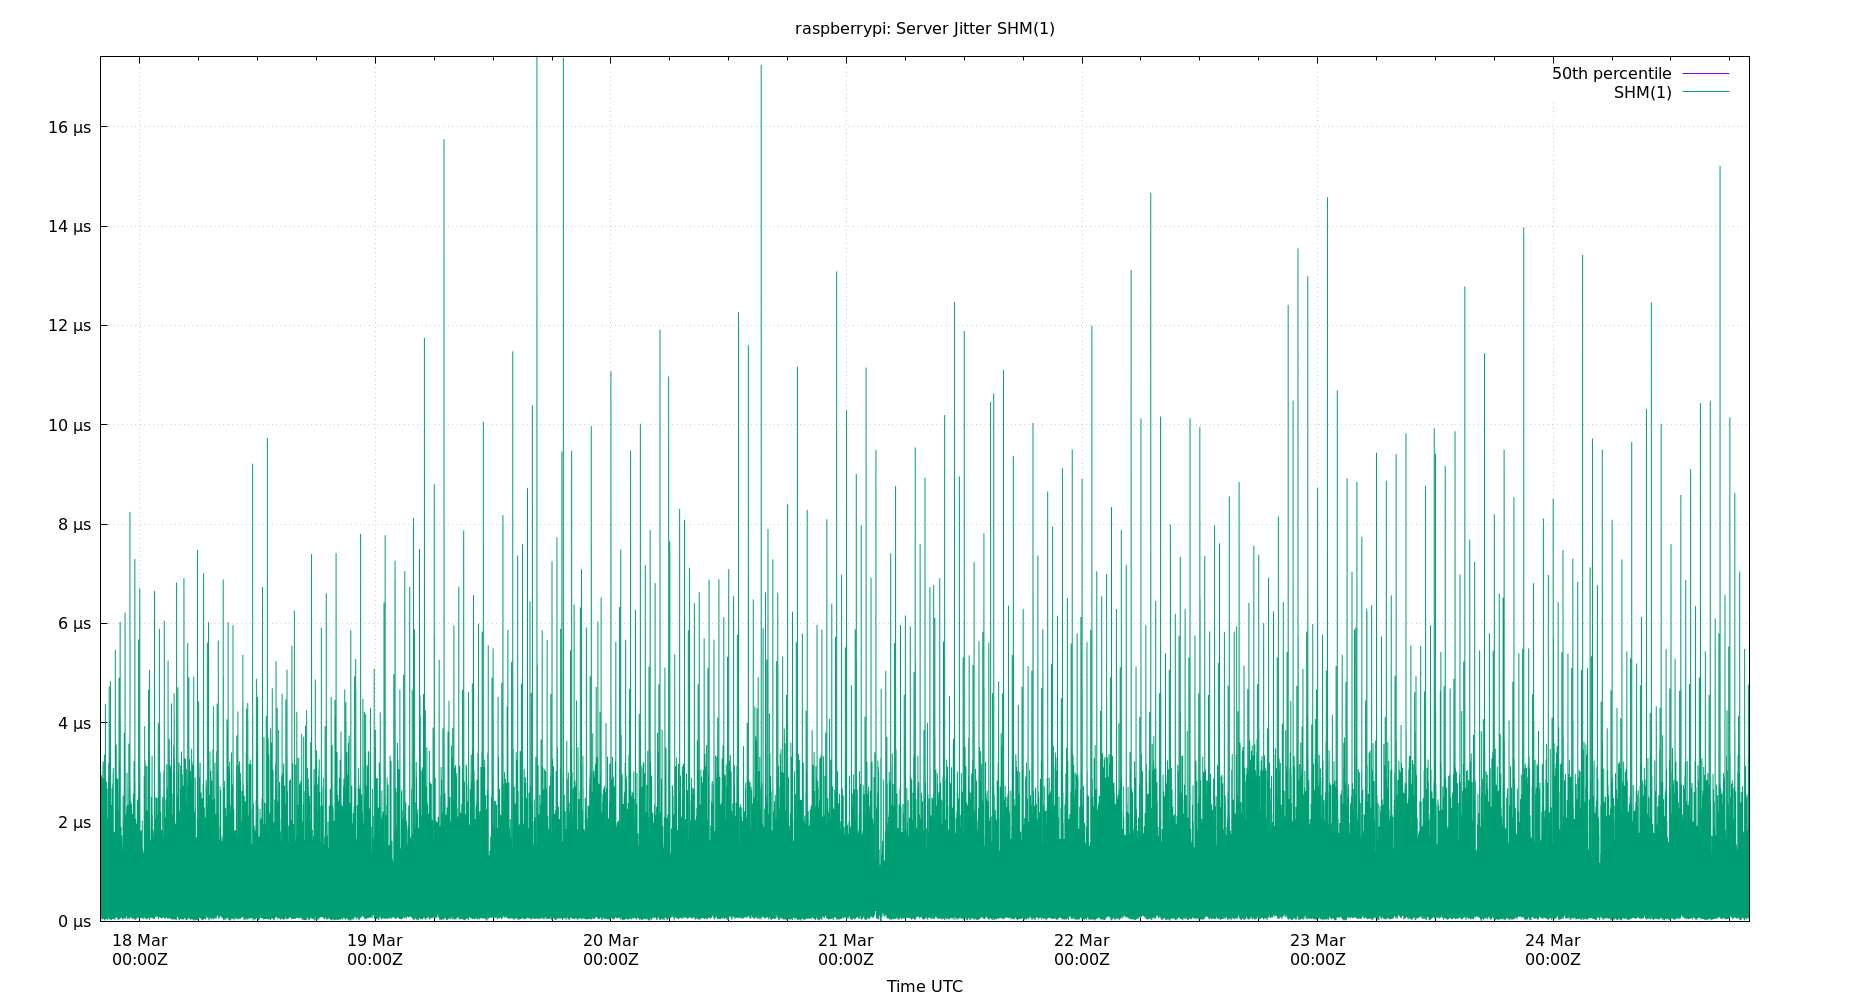 raspberrypi: Server Jitter SHM(1)
50th percentile
SHM(1)
16 µs
14 µs
12 µs
10 µs
8 µs
6 µs
4 µs
2 µs
0 µs
18 Mar 19 Mar 20 Mar 21 Mar 22 Mar 23 Mar 24 Mar
00:00Z 00:00Z 00:00Z 00:00Z 00:00Z 00:00Z 00:00Z
Time UTC